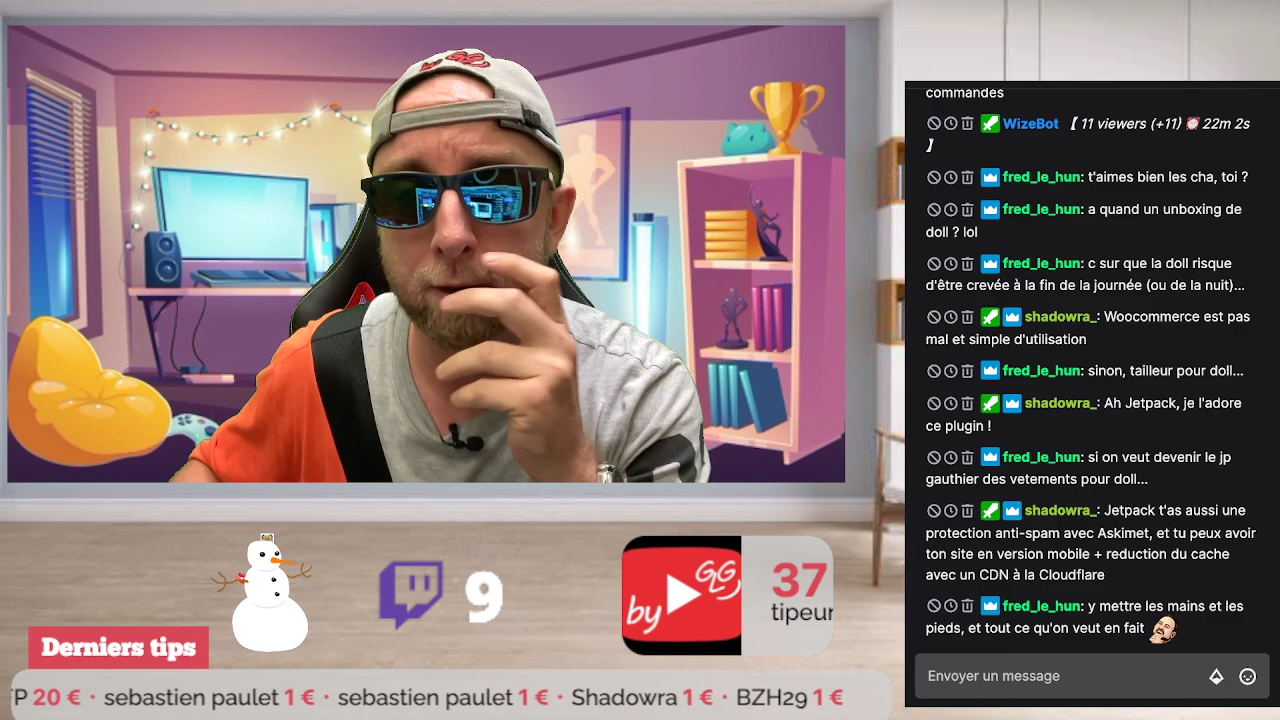 commandes
WizeBot 【 11 viewers (+11) ⏰ 22m 2s
】
fred_le_hun: t'aimes bien les cha, toi ?
fred_le_hun: a quand un unboxing de
doll ? lol
fred_le_hun: c sur que la doll risque
d'être crevée à la fin de la journée (ou de la nuit)...
shadowra_: Woocommerce est pas
mal et simple d'utilisation
fred_le_hun: sinon, tailleur pour doll...
shadowra_: Ah Jetpack, je l'adore
ce plugin !
fred_le_hun: si on veut devenir le jp
gauthier des vetements pour doll...
shadowra_: Jetpack t'as aussi une
protection anti-spam avec Askimet, et tu peux avoir
ton site en version mobile + reduction du cache
avec un CDN à la Cloudflare
fred_le_hun: y mettre les mains et les
pieds, et tout ce qu'on veut en fait
Envoyer un message
9
by GG
37
tipeur
Derniers tips
P 20 € · sebastien paulet 1 € · sebastien paulet 1 € · Shadowra 1 € · BZH29 1 €